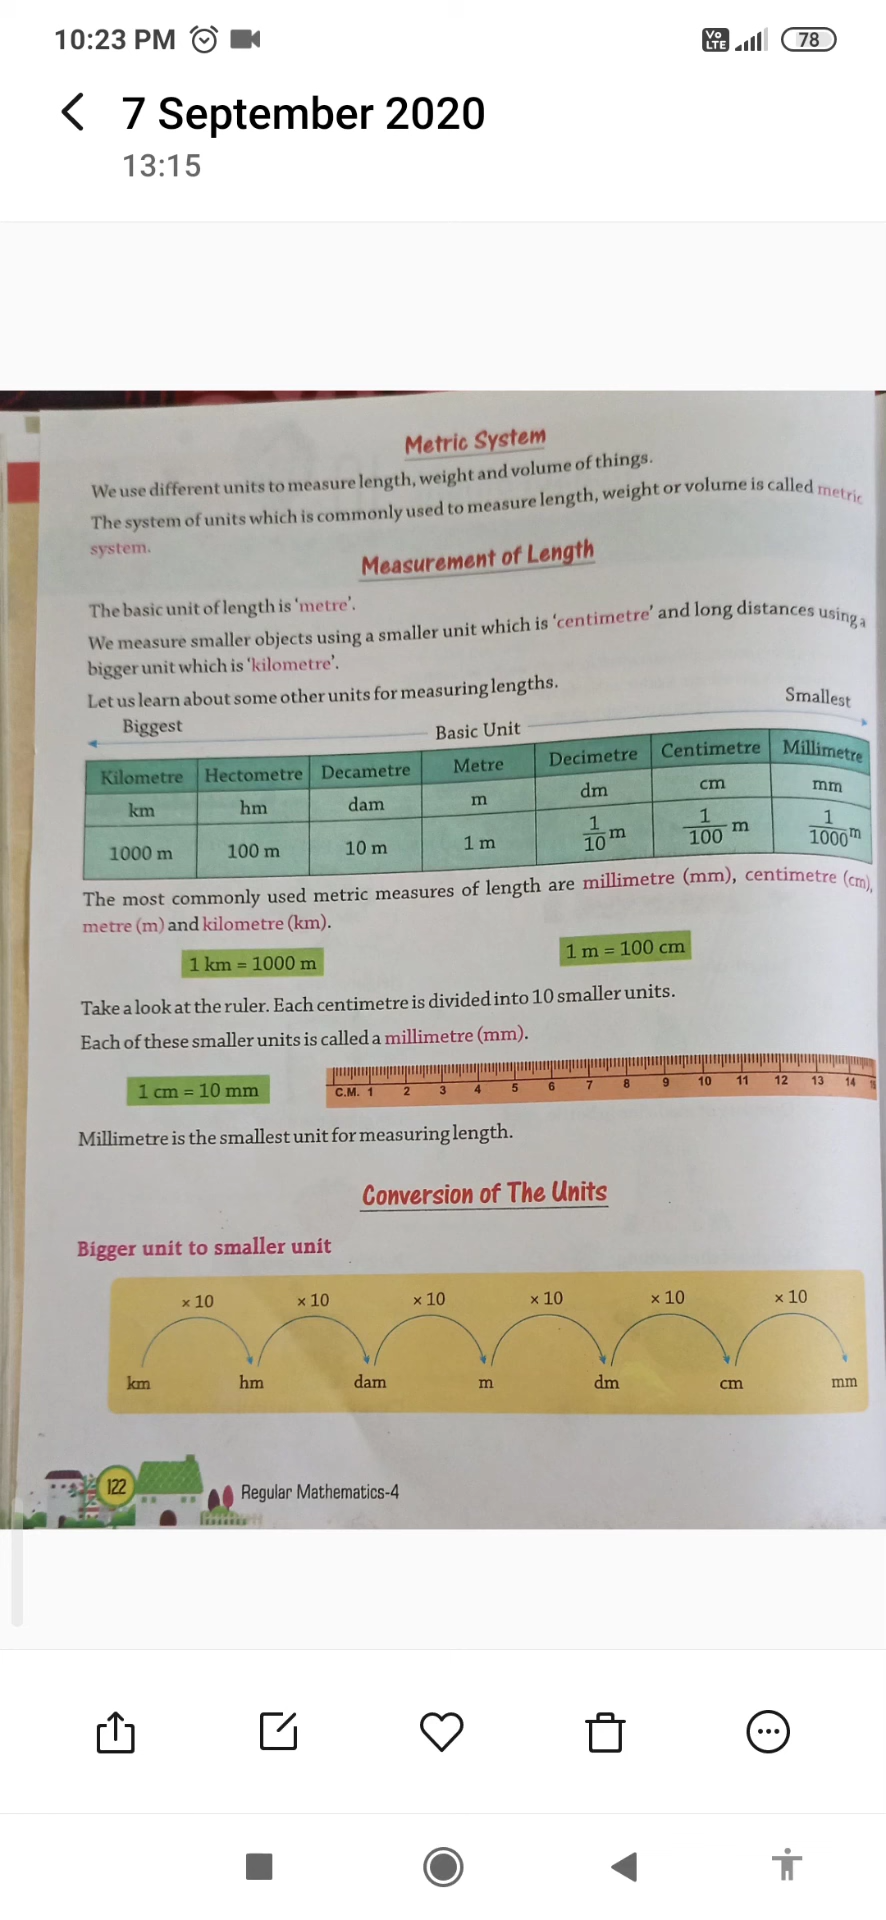 10:23 PM
Vo LTE 78
7 September 2020
13:15
Metric System
We use different units to measure length, weight and volume of things.
The system of units which is commonly used to measure length, weight or volume is called metric
system.
Measurement of Length
The basic unit of length is 'metre'.
We measure smaller objects using a smaller unit which is 'centimetre' and long distances using a
bigger unit which is 'kilometre'.
Let us learn about some other units for measuring lengths.
Biggest Basic Unit Smallest
Kilometre Hectometre Decametre Metre Decimetre Centimetre Millimetre
km hm dam m dm cm mm
1000 m 100 m 10 m 1 m 1/10 m 1/100 m 1/1000 m
The most commonly used metric measures of length are millimetre (mm), centimetre (cm),
metre (m) and kilometre (km).
1 km = 1000 m 1 m = 100 cm
Take a look at the ruler. Each centimetre is divided into 10 smaller units.
Each of these smaller units is called a millimetre (mm).
1 cm = 10 mm C.M. 1 2 3 4 5 6 7 8 9 10 11 12 13 14
Millimetre is the smallest unit for measuring length.
Conversion of The Units
Bigger unit to smaller unit
× 10 × 10 × 10 × 10 × 10 × 10
km hm dam m dm cm mm
122 Regular Mathematics-4